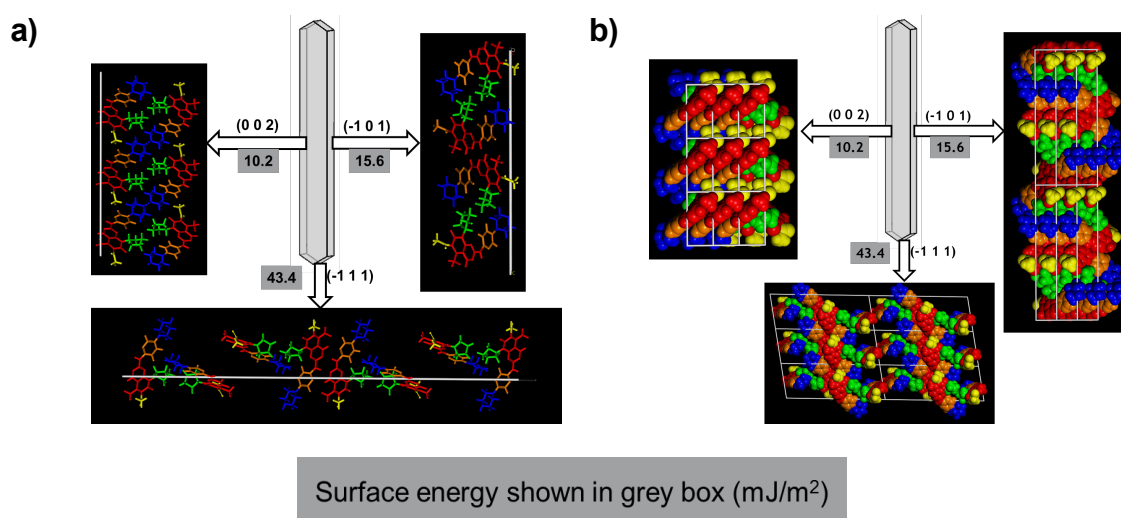 a)
(0 0 2)
10.2
(-1 0 1)
15.6
43.4
(-1 1 1)
b)
(0 0 2)
10.2
(-1 0 1)
15.6
43.4
(-1 1 1)
Surface energy shown in grey box (mJ/m²)